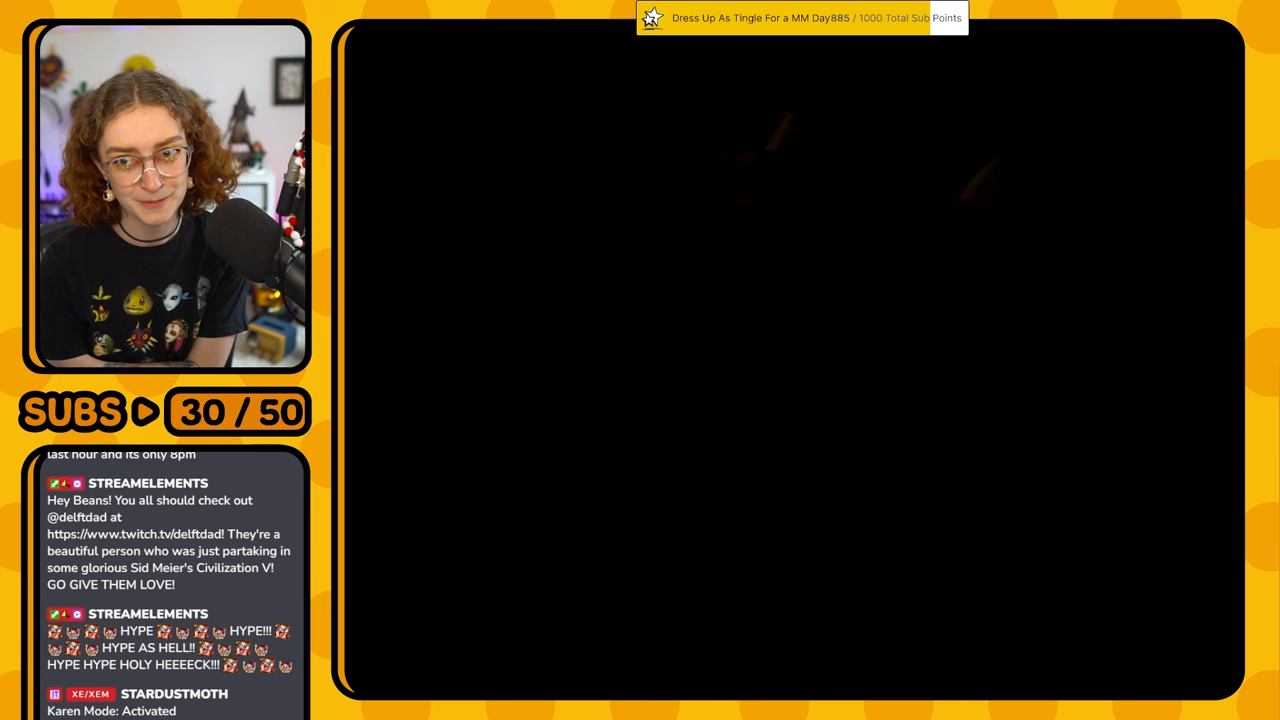 Dress Up As Tingle For a MM Day885 / 1000 Total Sub Points
SUBS 30 / 50
last hour and its only 8pm
STREAMELEMENTS
Hey Beans! You all should check out
@delftdad at
https://www.twitch.tv/delftdad! They're a
beautiful person who was just partaking in
some glorious Sid Meier's Civilization V!
GO GIVE THEM LOVE!
STREAMELEMENTS
HYPE HYPE!!!
HYPE AS HELL!!
HYPE HYPE HOLY HEEEECK!!!
XE/XEM STARDUSTMOTH
Karen Mode: Activated